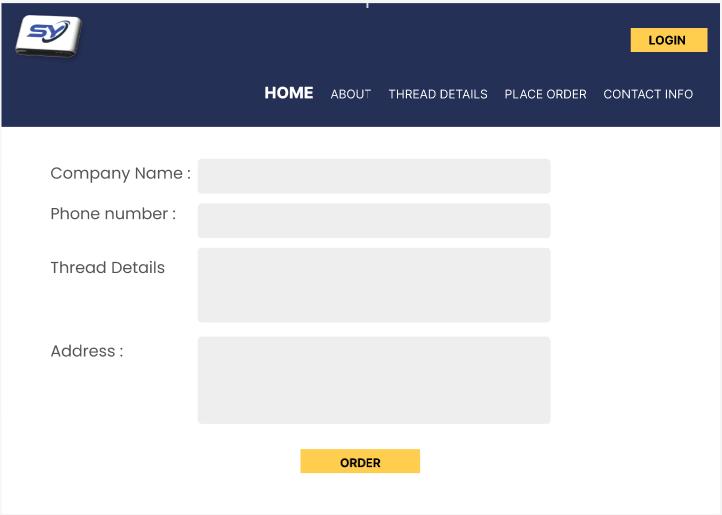 SY
LOGIN
HOME ABOUT THREAD DETAILS PLACE ORDER CONTACT INFO
Company Name :
Phone number :
Thread Details
Address :
ORDER